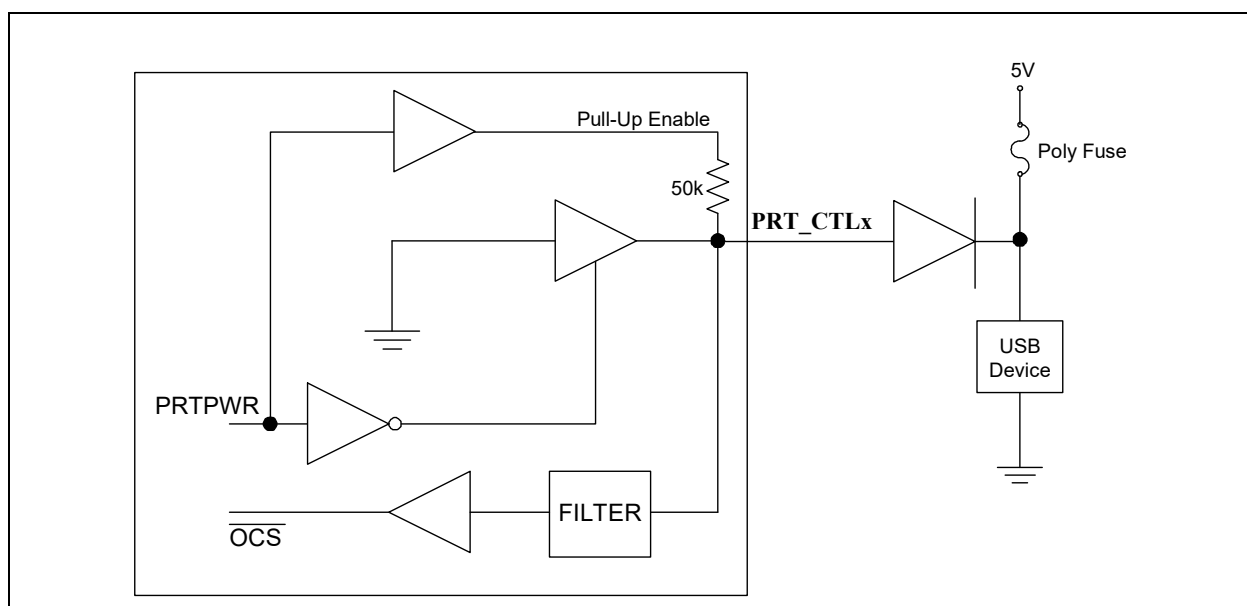 5V
Pull-Up Enable
Poly Fuse
50k
PRT_CTLx
USB
Device
PRTPWR
FILTER
OCS